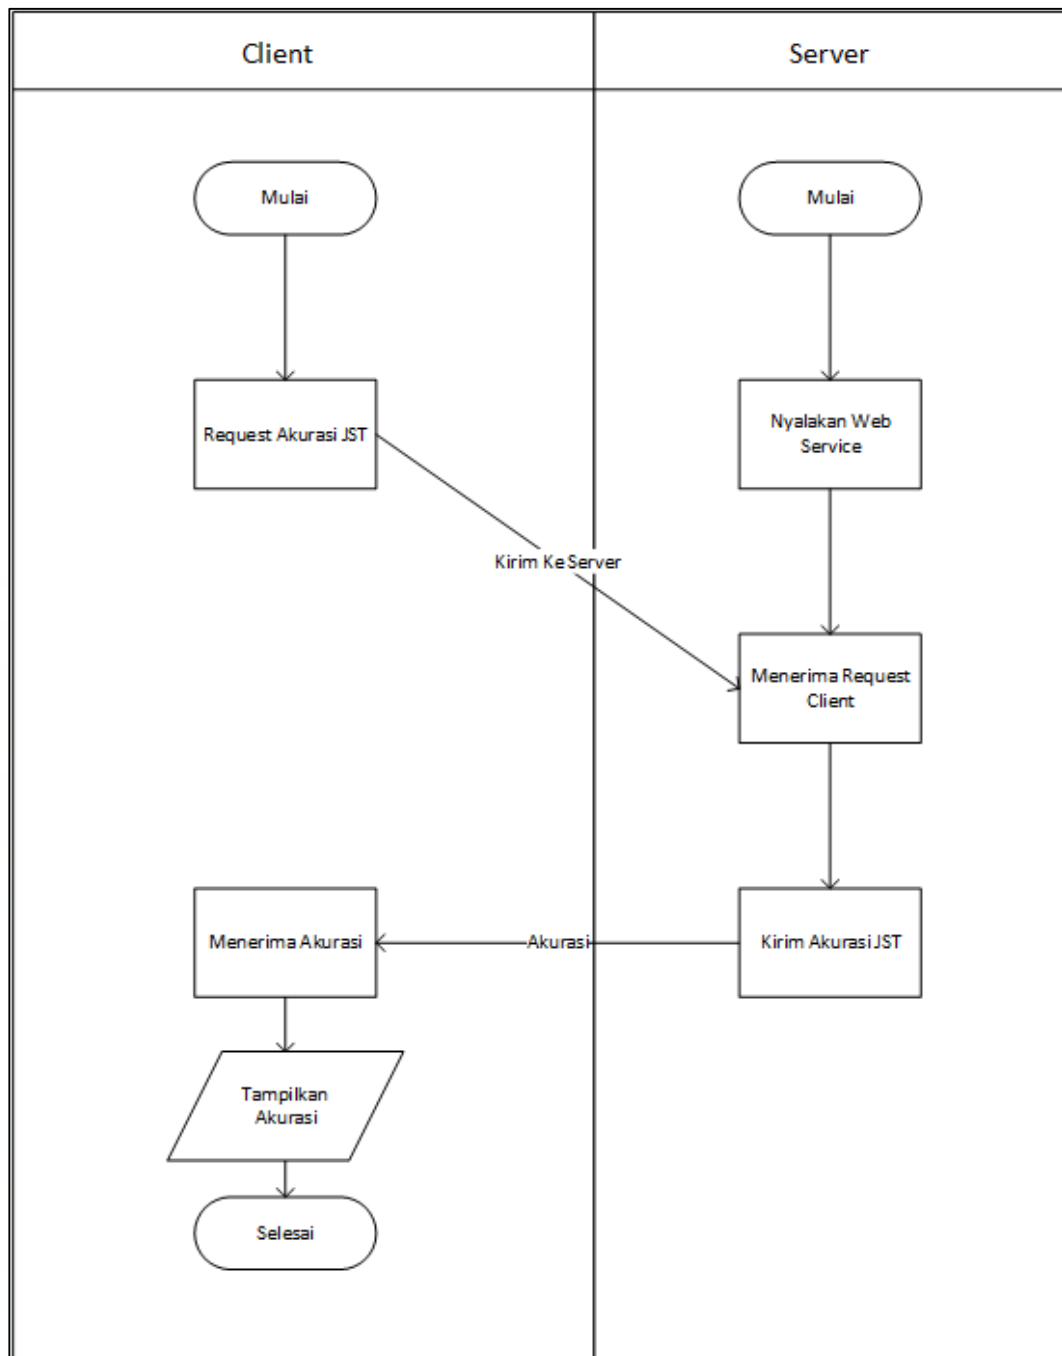 Client
Server
Mulai
Mulai
Request Akurasi JST
Nyalakan Web
Service
Kirim Ke Server
Menerima Request
Client
Menerima Akurasi
Akurasi
Kirim Akurasi JST
Tampilkan
Akurasi
Selesai